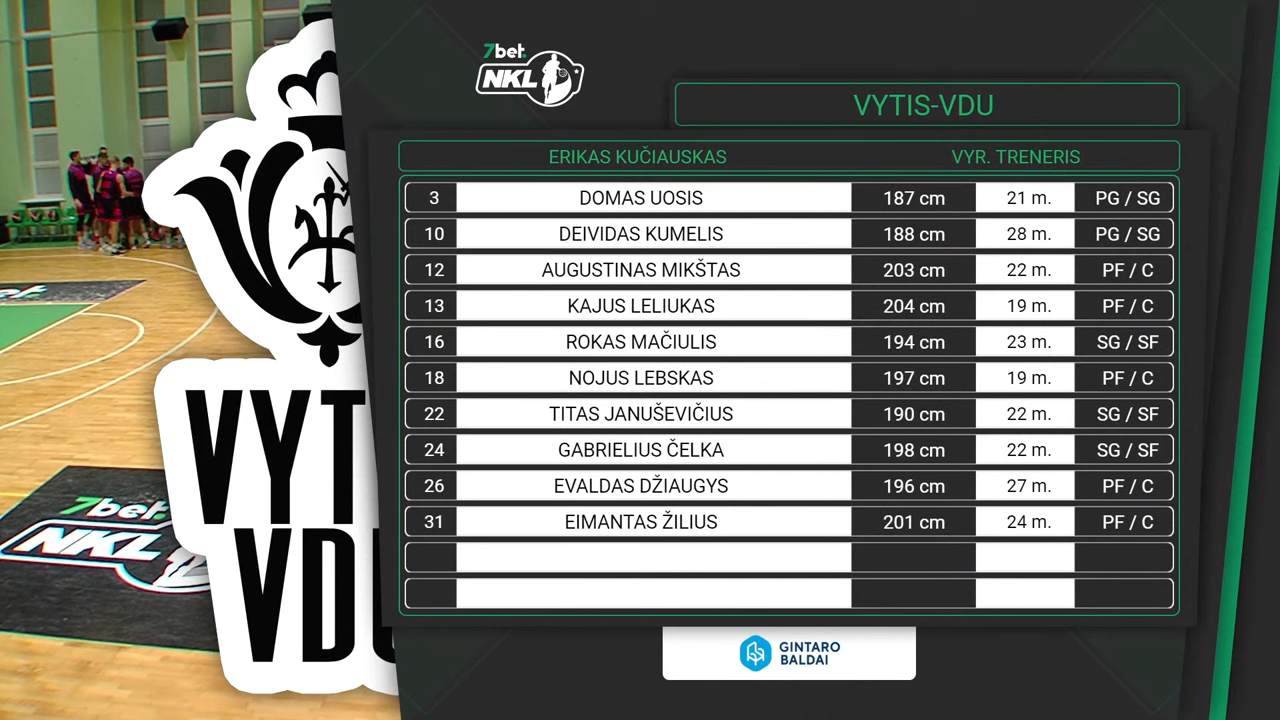 7bet.
NKL
VYTIS-VDU
ERIKAS KUČIAUSKAS VYR. TRENERIS
3 DOMAS UOSIS 187 cm 21 m. PG / SG
10 DEIVIDAS KUMELIS 188 cm 28 m. PG / SG
12 AUGUSTINAS MIKŠTAS 203 cm 22 m. PF / C
13 KAJUS LELIUKAS 204 cm 19 m. PF / C
16 ROKAS MAČIULIS 194 cm 23 m. SG / SF
18 NOJUS LEBSKAS 197 cm 19 m. PF / C
22 TITAS JANUŠEVIČIUS 190 cm 22 m. SG / SF
24 GABRIELIUS ČELKA 198 cm 22 m. SG / SF
26 EVALDAS DŽIAUGYS 196 cm 27 m. PF / C
31 EIMANTAS ŽILIUS 201 cm 24 m. PF / C
GINTARO
BALDAI
VYT
VDU
7bet.
NKL